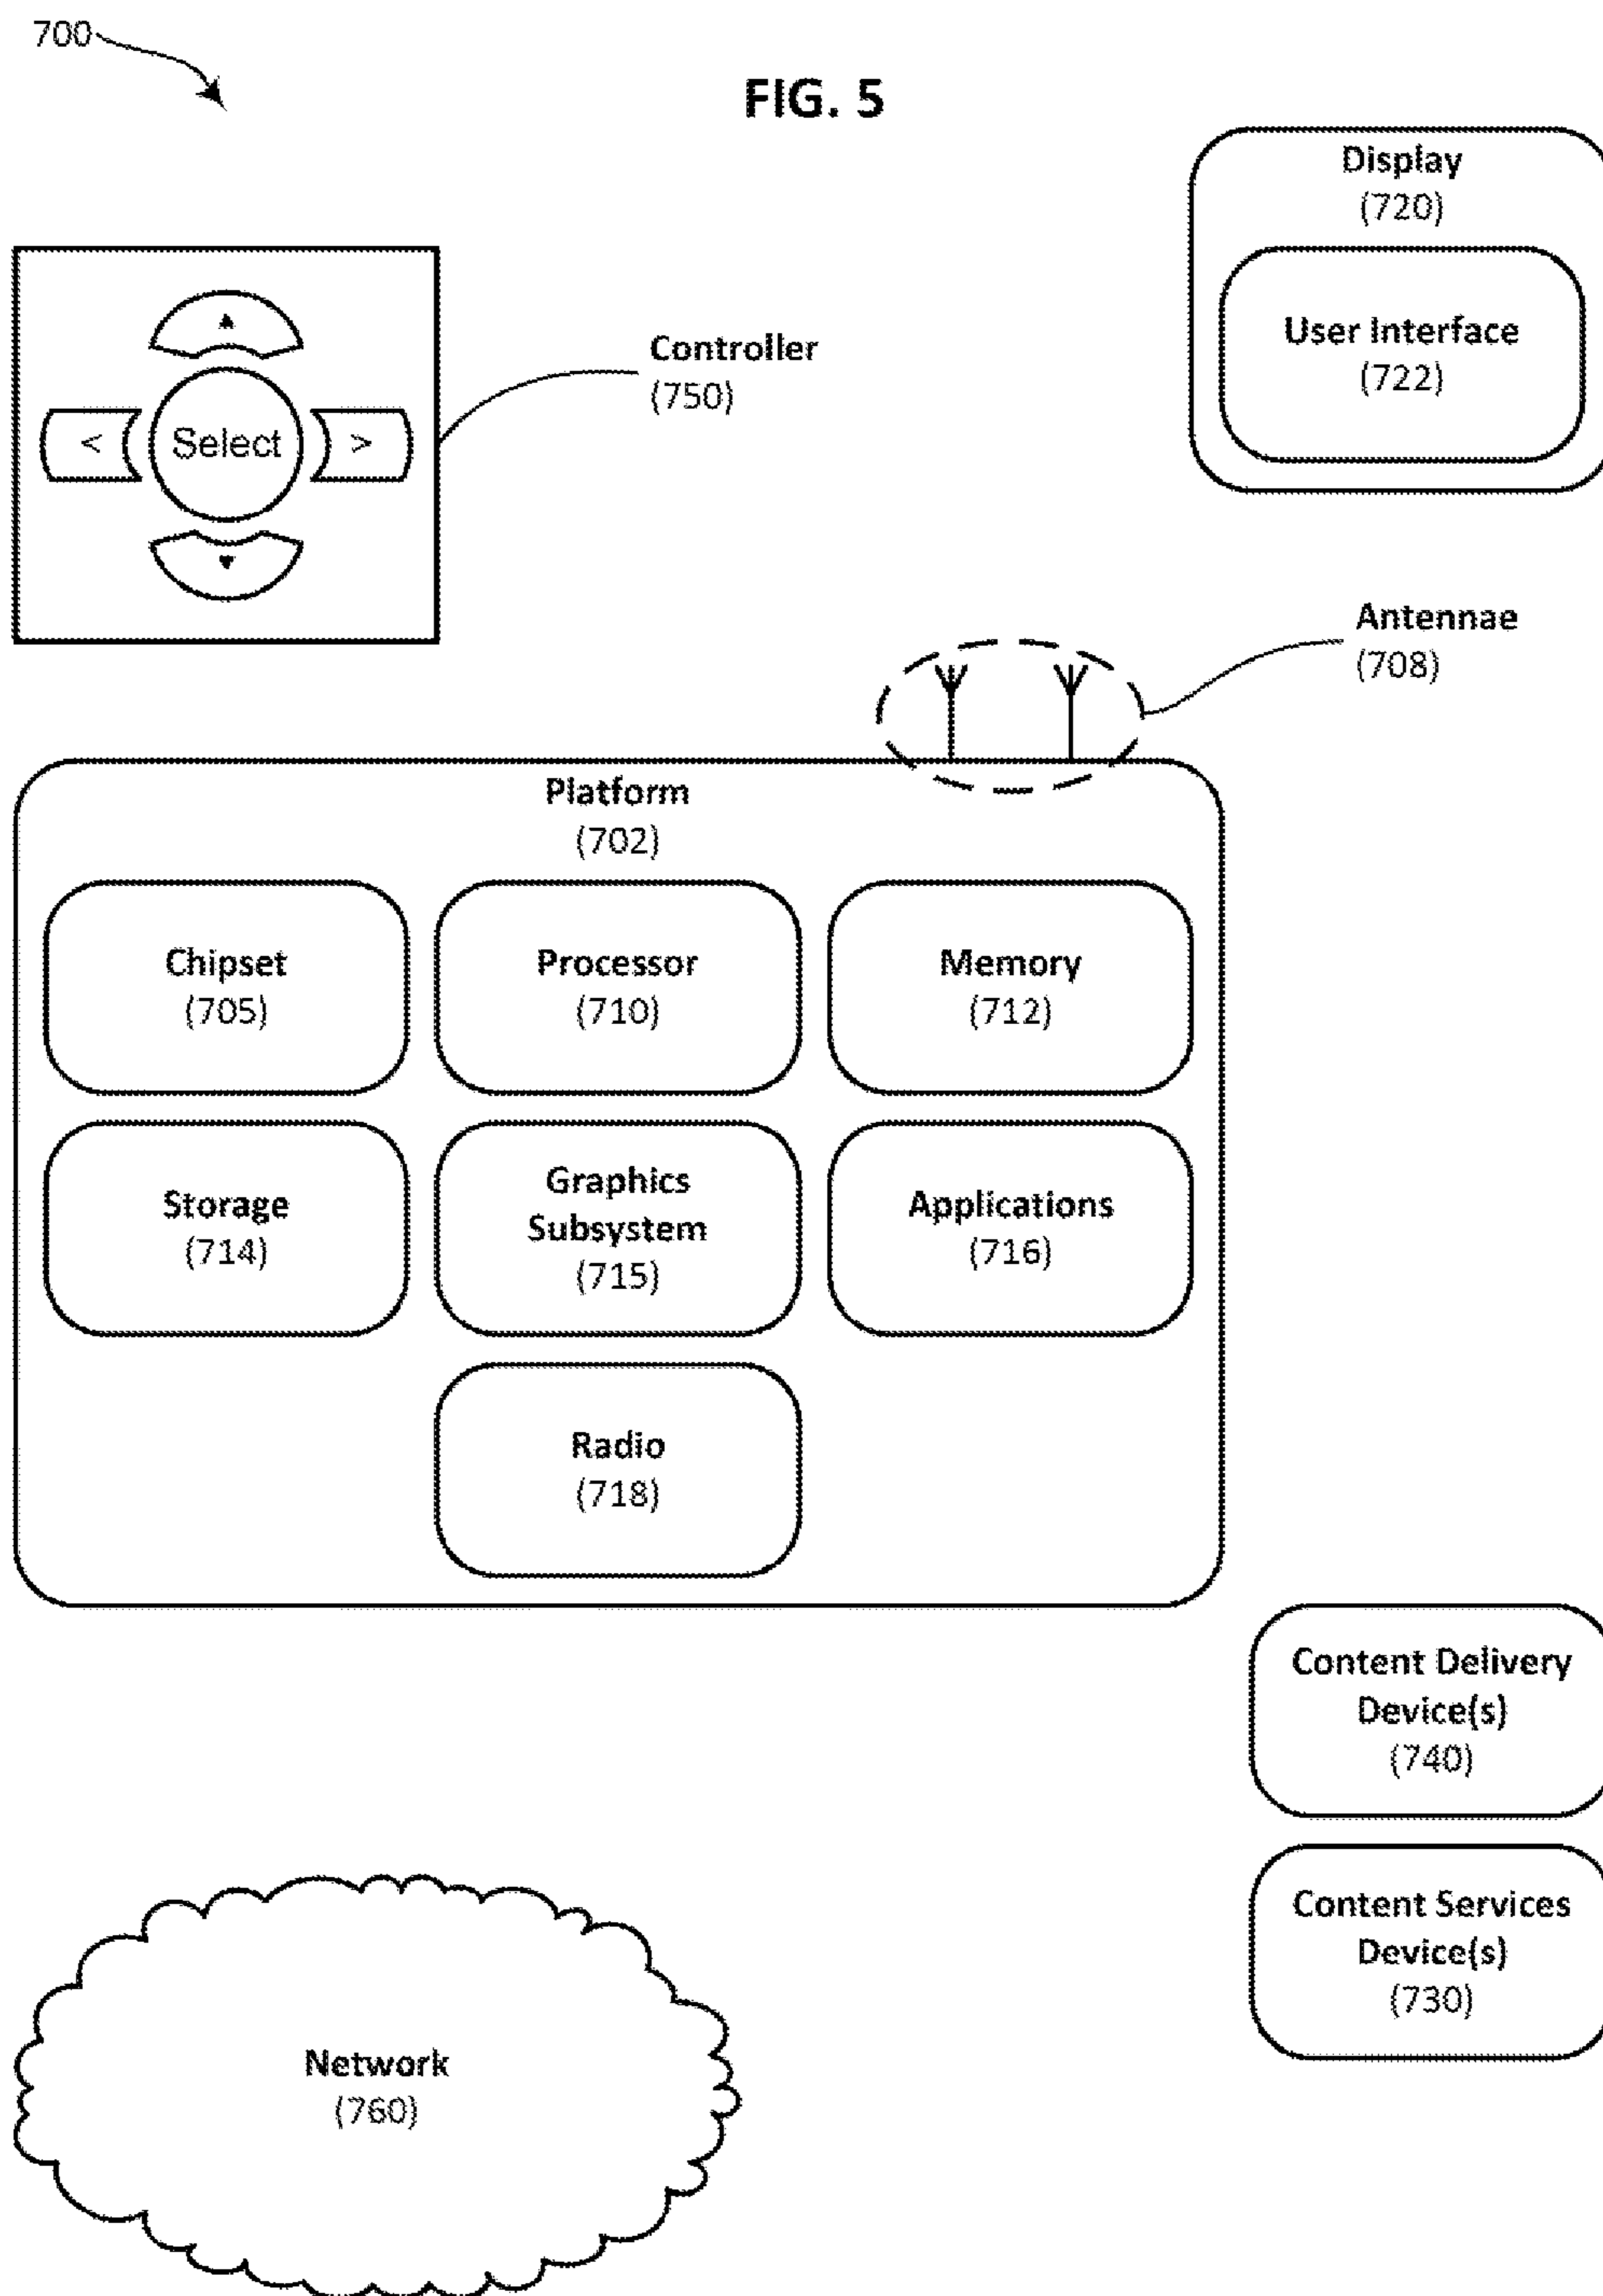 700
FIG. 5
Display
(720)
User Interface
(722)
Controller
(750)
<
Select
>
Antennae
(708)
Platform
(702)
Chipset
(705)
Processor
(710)
Memory
(712)
Storage
(714)
Graphics
Subsystem
(715)
Applications
(716)
Radio
(718)
Content Delivery
Device(s)
(740)
Content Services
Device(s)
(730)
Network
(760)